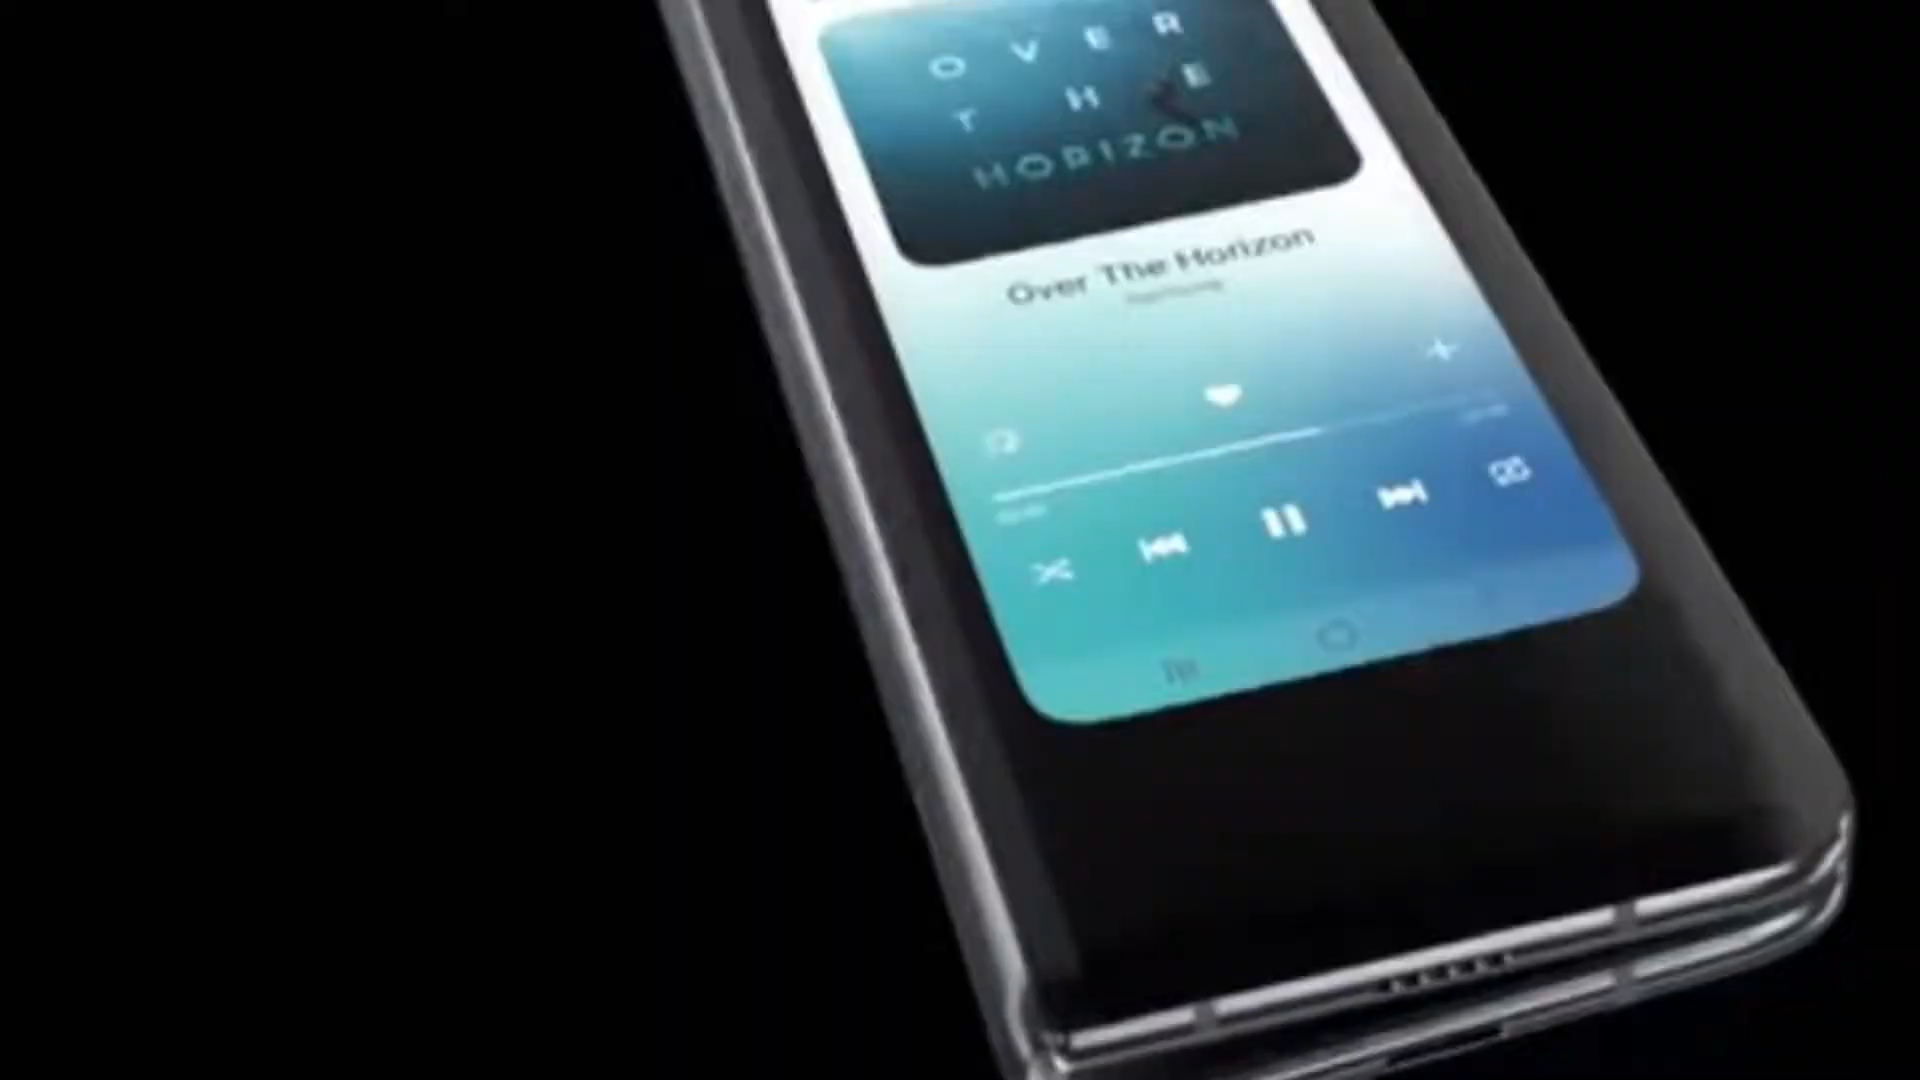 OVER
THE
HORIZON
Over The Horizon